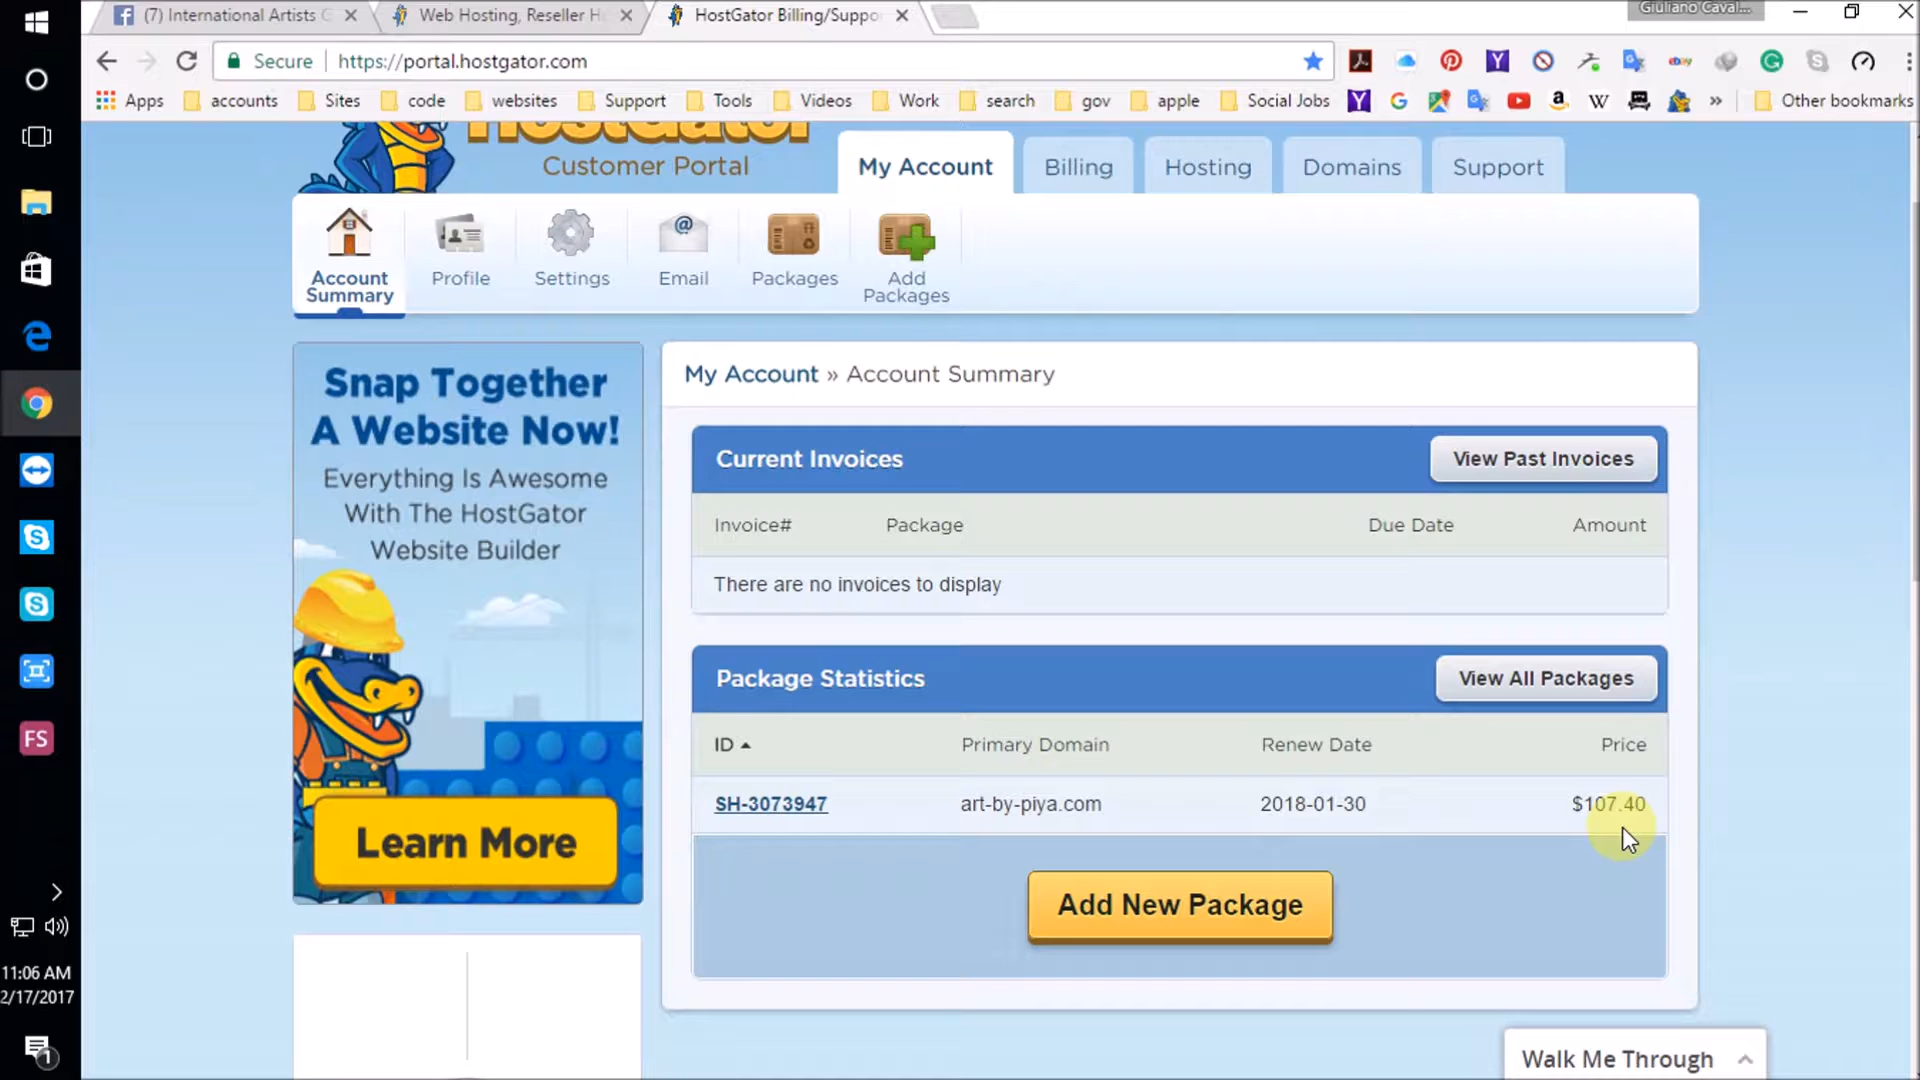 (7) International Artists G
Web Hosting, Reseller H
HostGator Billing/Suppo
Giuliano Caval...
Secure
https://portal.hostgator.com
Apps
accounts
Sites
code
websites
Support
Tools
Videos
Work
search
gov
apple
Social Jobs
Other bookmarks
HostGator
Customer Portal
My Account
Billing
Hosting
Domains
Support
Account
Summary
Profile
Settings
Email
Packages
Add
Packages
Snap Together
A Website Now!
Everything Is Awesome
With The HostGator
Website Builder
Learn More
My Account » Account Summary
Current Invoices
View Past Invoices
Invoice# Package Due Date Amount
There are no invoices to display
Package Statistics
View All Packages
ID Primary Domain Renew Date Price
SH-3073947 art-by-piya.com 2018-01-30 $107.40
Add New Package
Walk Me Through
FS
11:06 AM
2/17/2017
1